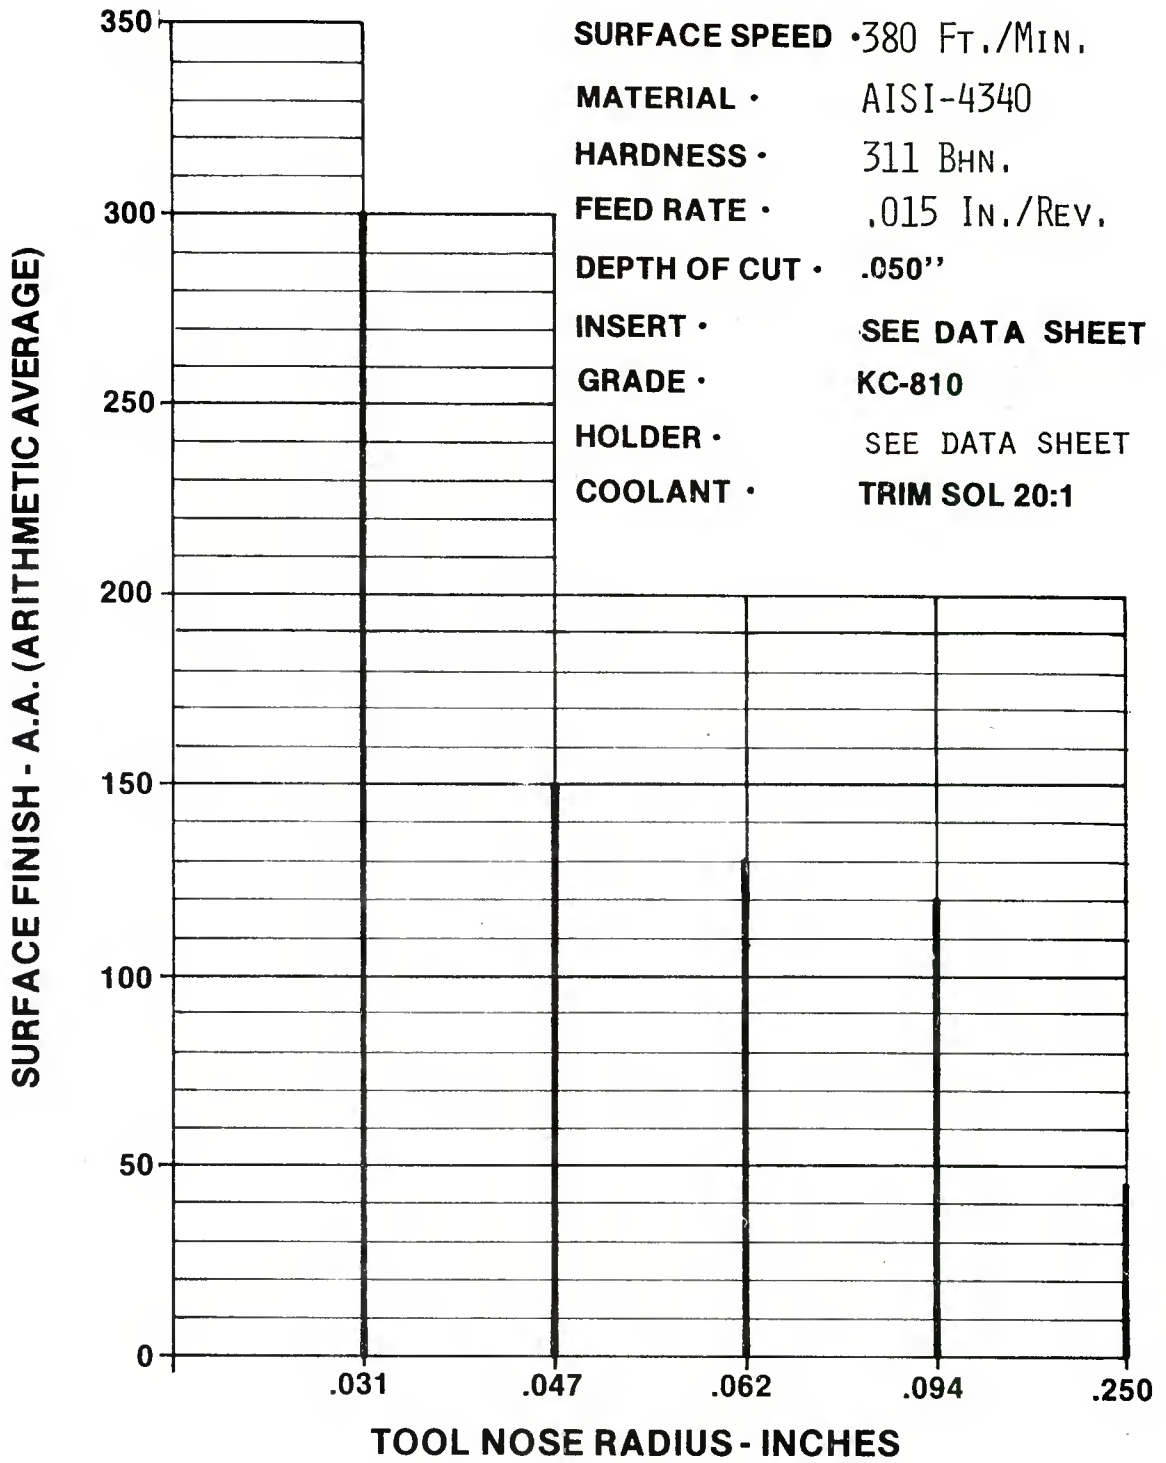 SURFACE SPEED • 380 FT./MIN.
MATERIAL • AISI-4340
HARDNESS • 311 BHN.
FEED RATE • .015 IN./REV.
DEPTH OF CUT • .050’’
INSERT • SEE DATA SHEET
GRADE • KC-810
HOLDER • SEE DATA SHEET
COOLANT • TRIM SOL 20:1
SURFACE FINISH - A.A. (ARITHMETIC AVERAGE)
350
300
250
200
150
100
50
0
.031 .047 .062 .094 .250
TOOL NOSE RADIUS - INCHES